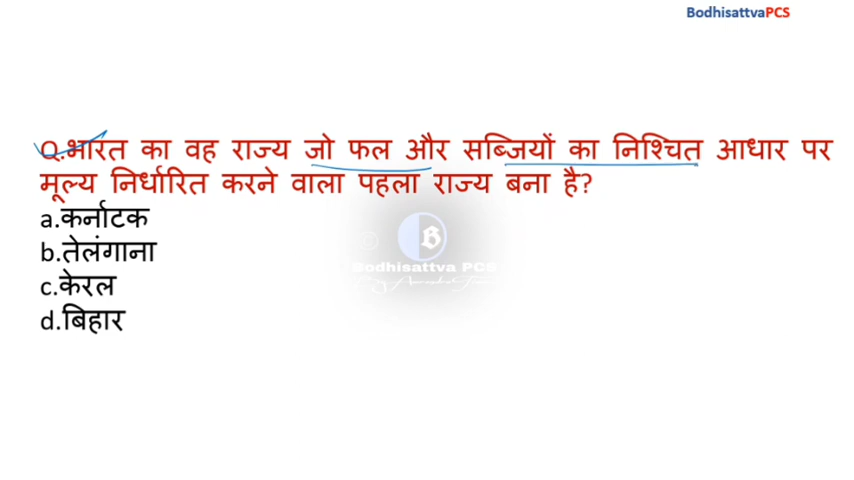 BodhisattvaPCS
Q.भारत का वह राज्य जो फल और सब्जियों का निश्चित आधार पर
मूल्य निर्धारित करने वाला पहला राज्य बना है?
a.कर्नाटक
b.तेलंगाना
c.केरल
d.बिहार
B
Bodhisattva PCS